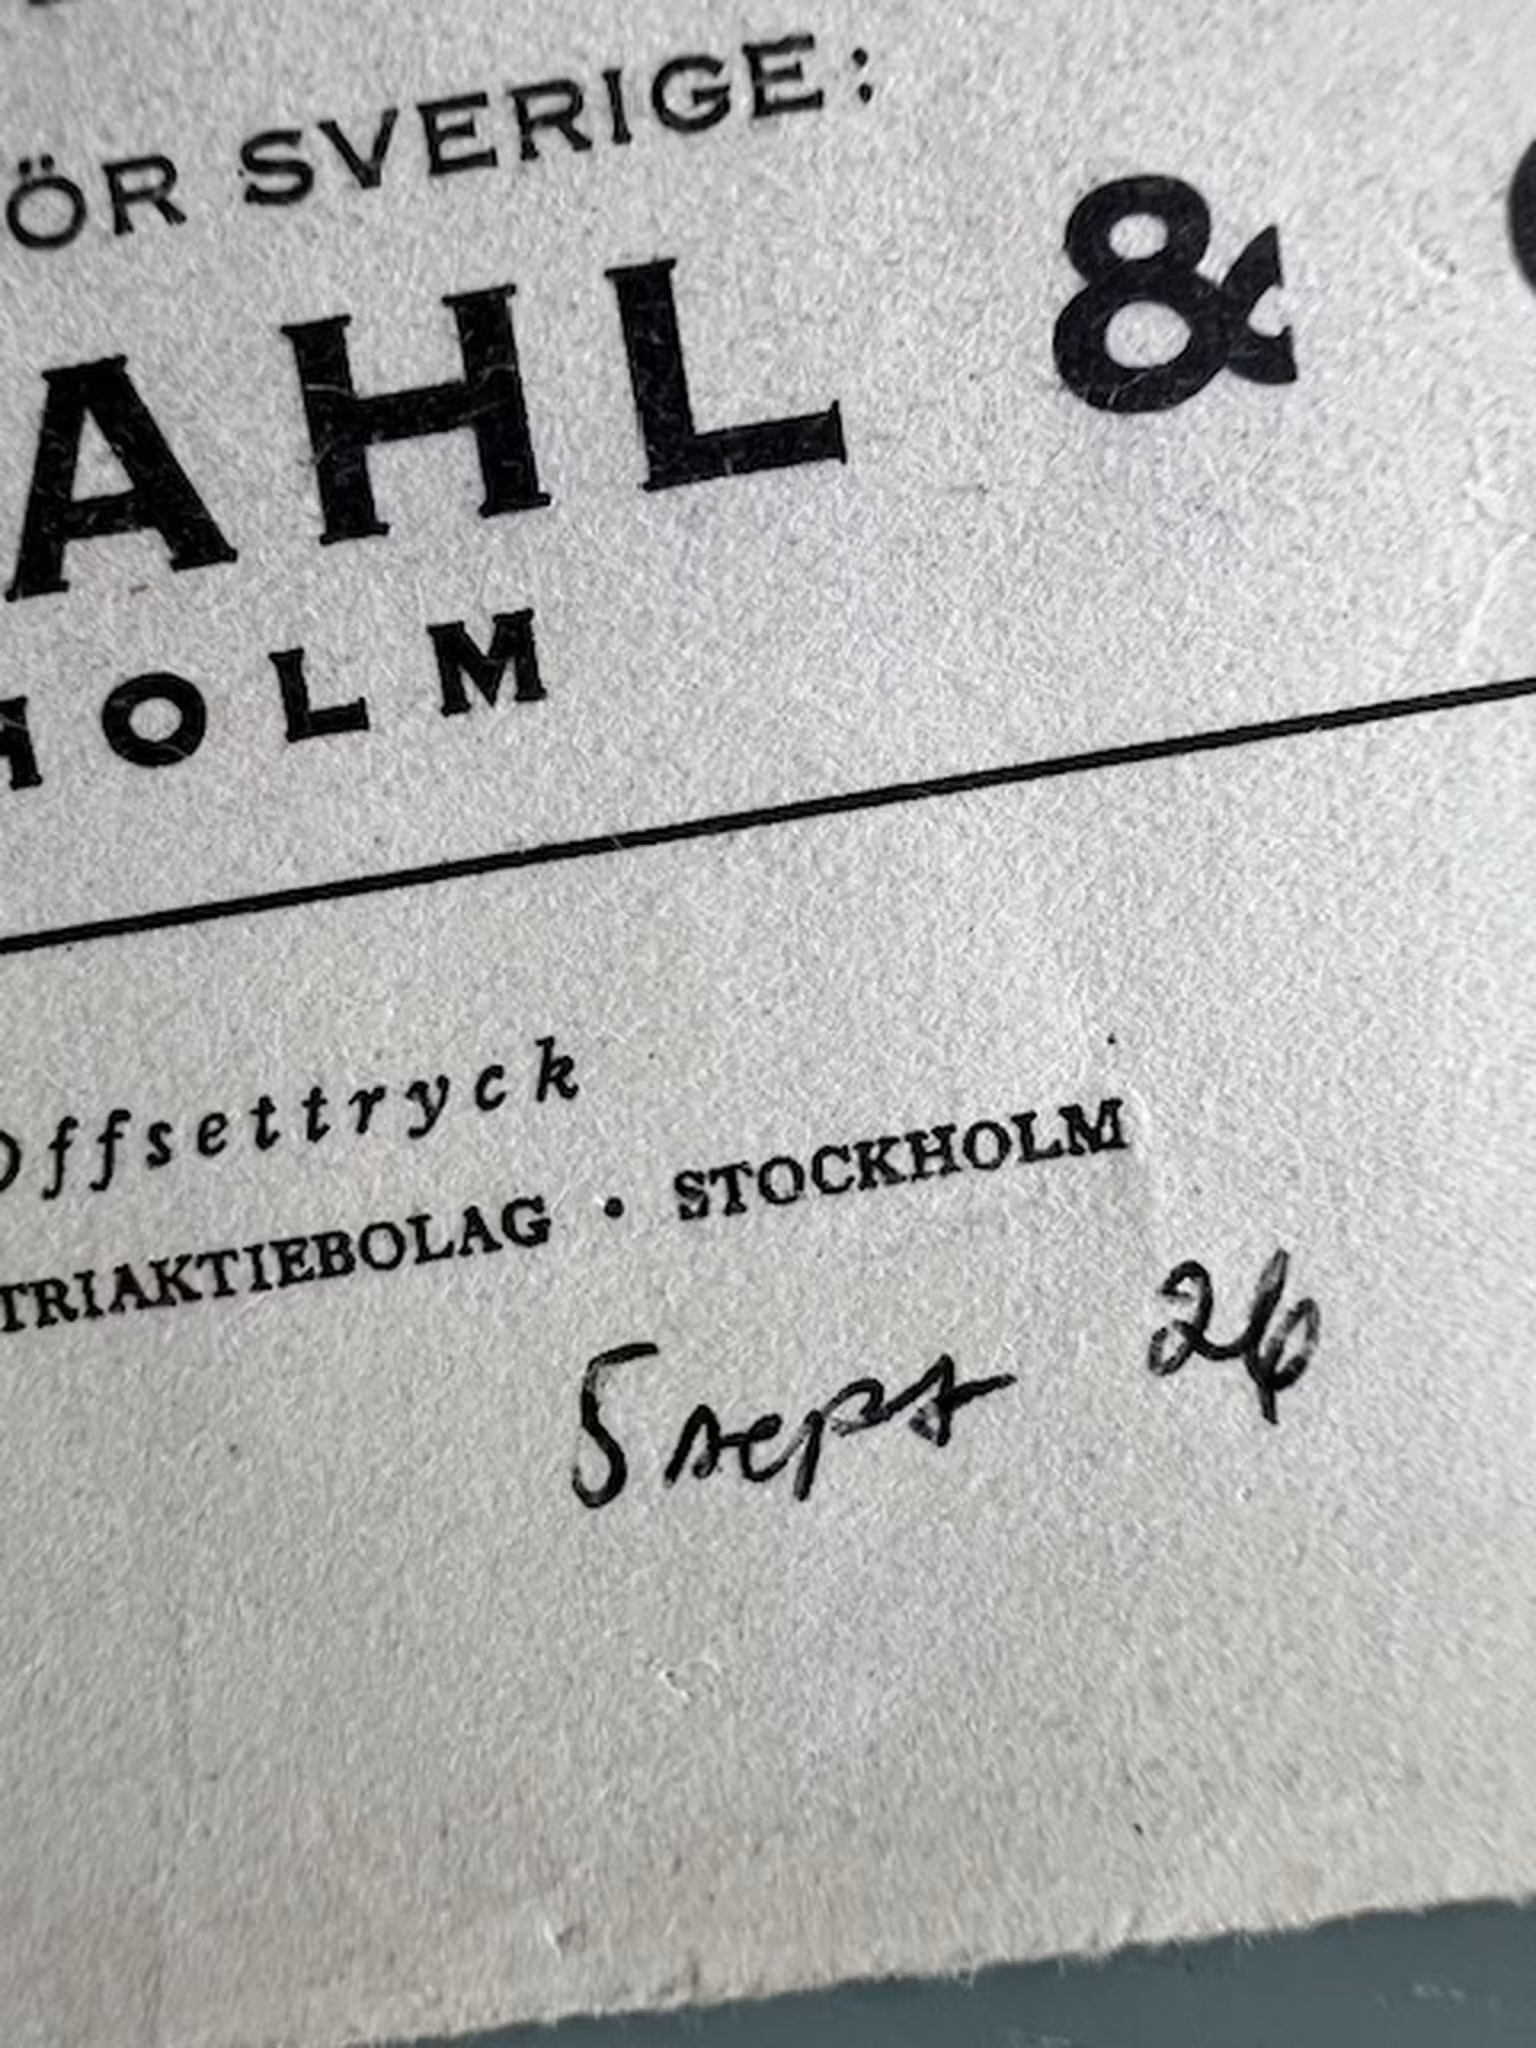 ÖR SVERIGE:
AHL &
HOLM
Offsettryck
TRIAKTIEBOLAG • STOCKHOLM
5 sept 26